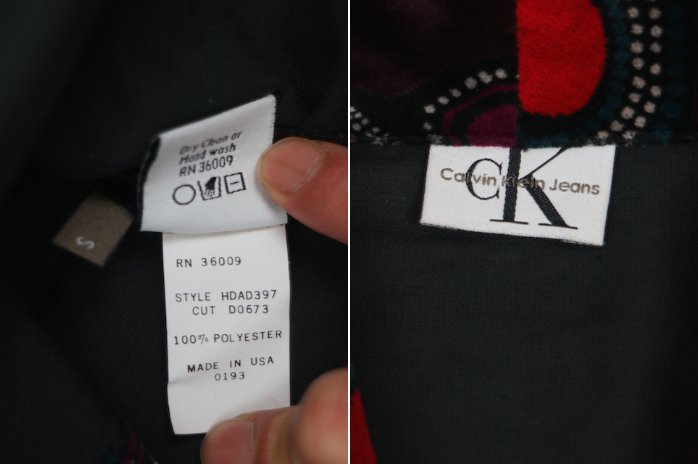 Dry Clean or
Hand wash
RN 36009
S
RN 36009
STYLE HDAD397
CUT D0673
100% POLYESTER
MADE IN USA
0193
CK
Calvin Klein Jeans